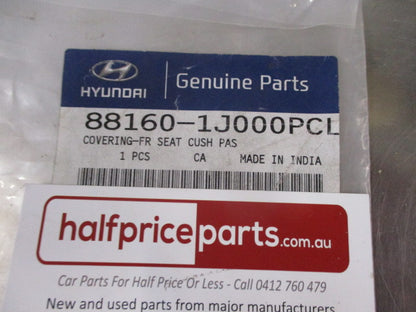 HYUNDAI
Genuine Parts
88160-1J000PCL
COVERING-FR SEAT CUSH PAS
1 PCS CA MADE IN INDIA
halfpriceparts.com.au
Car Parts For Half Price Or Less - Call 0412 760 479
New and used parts from major manufacturers